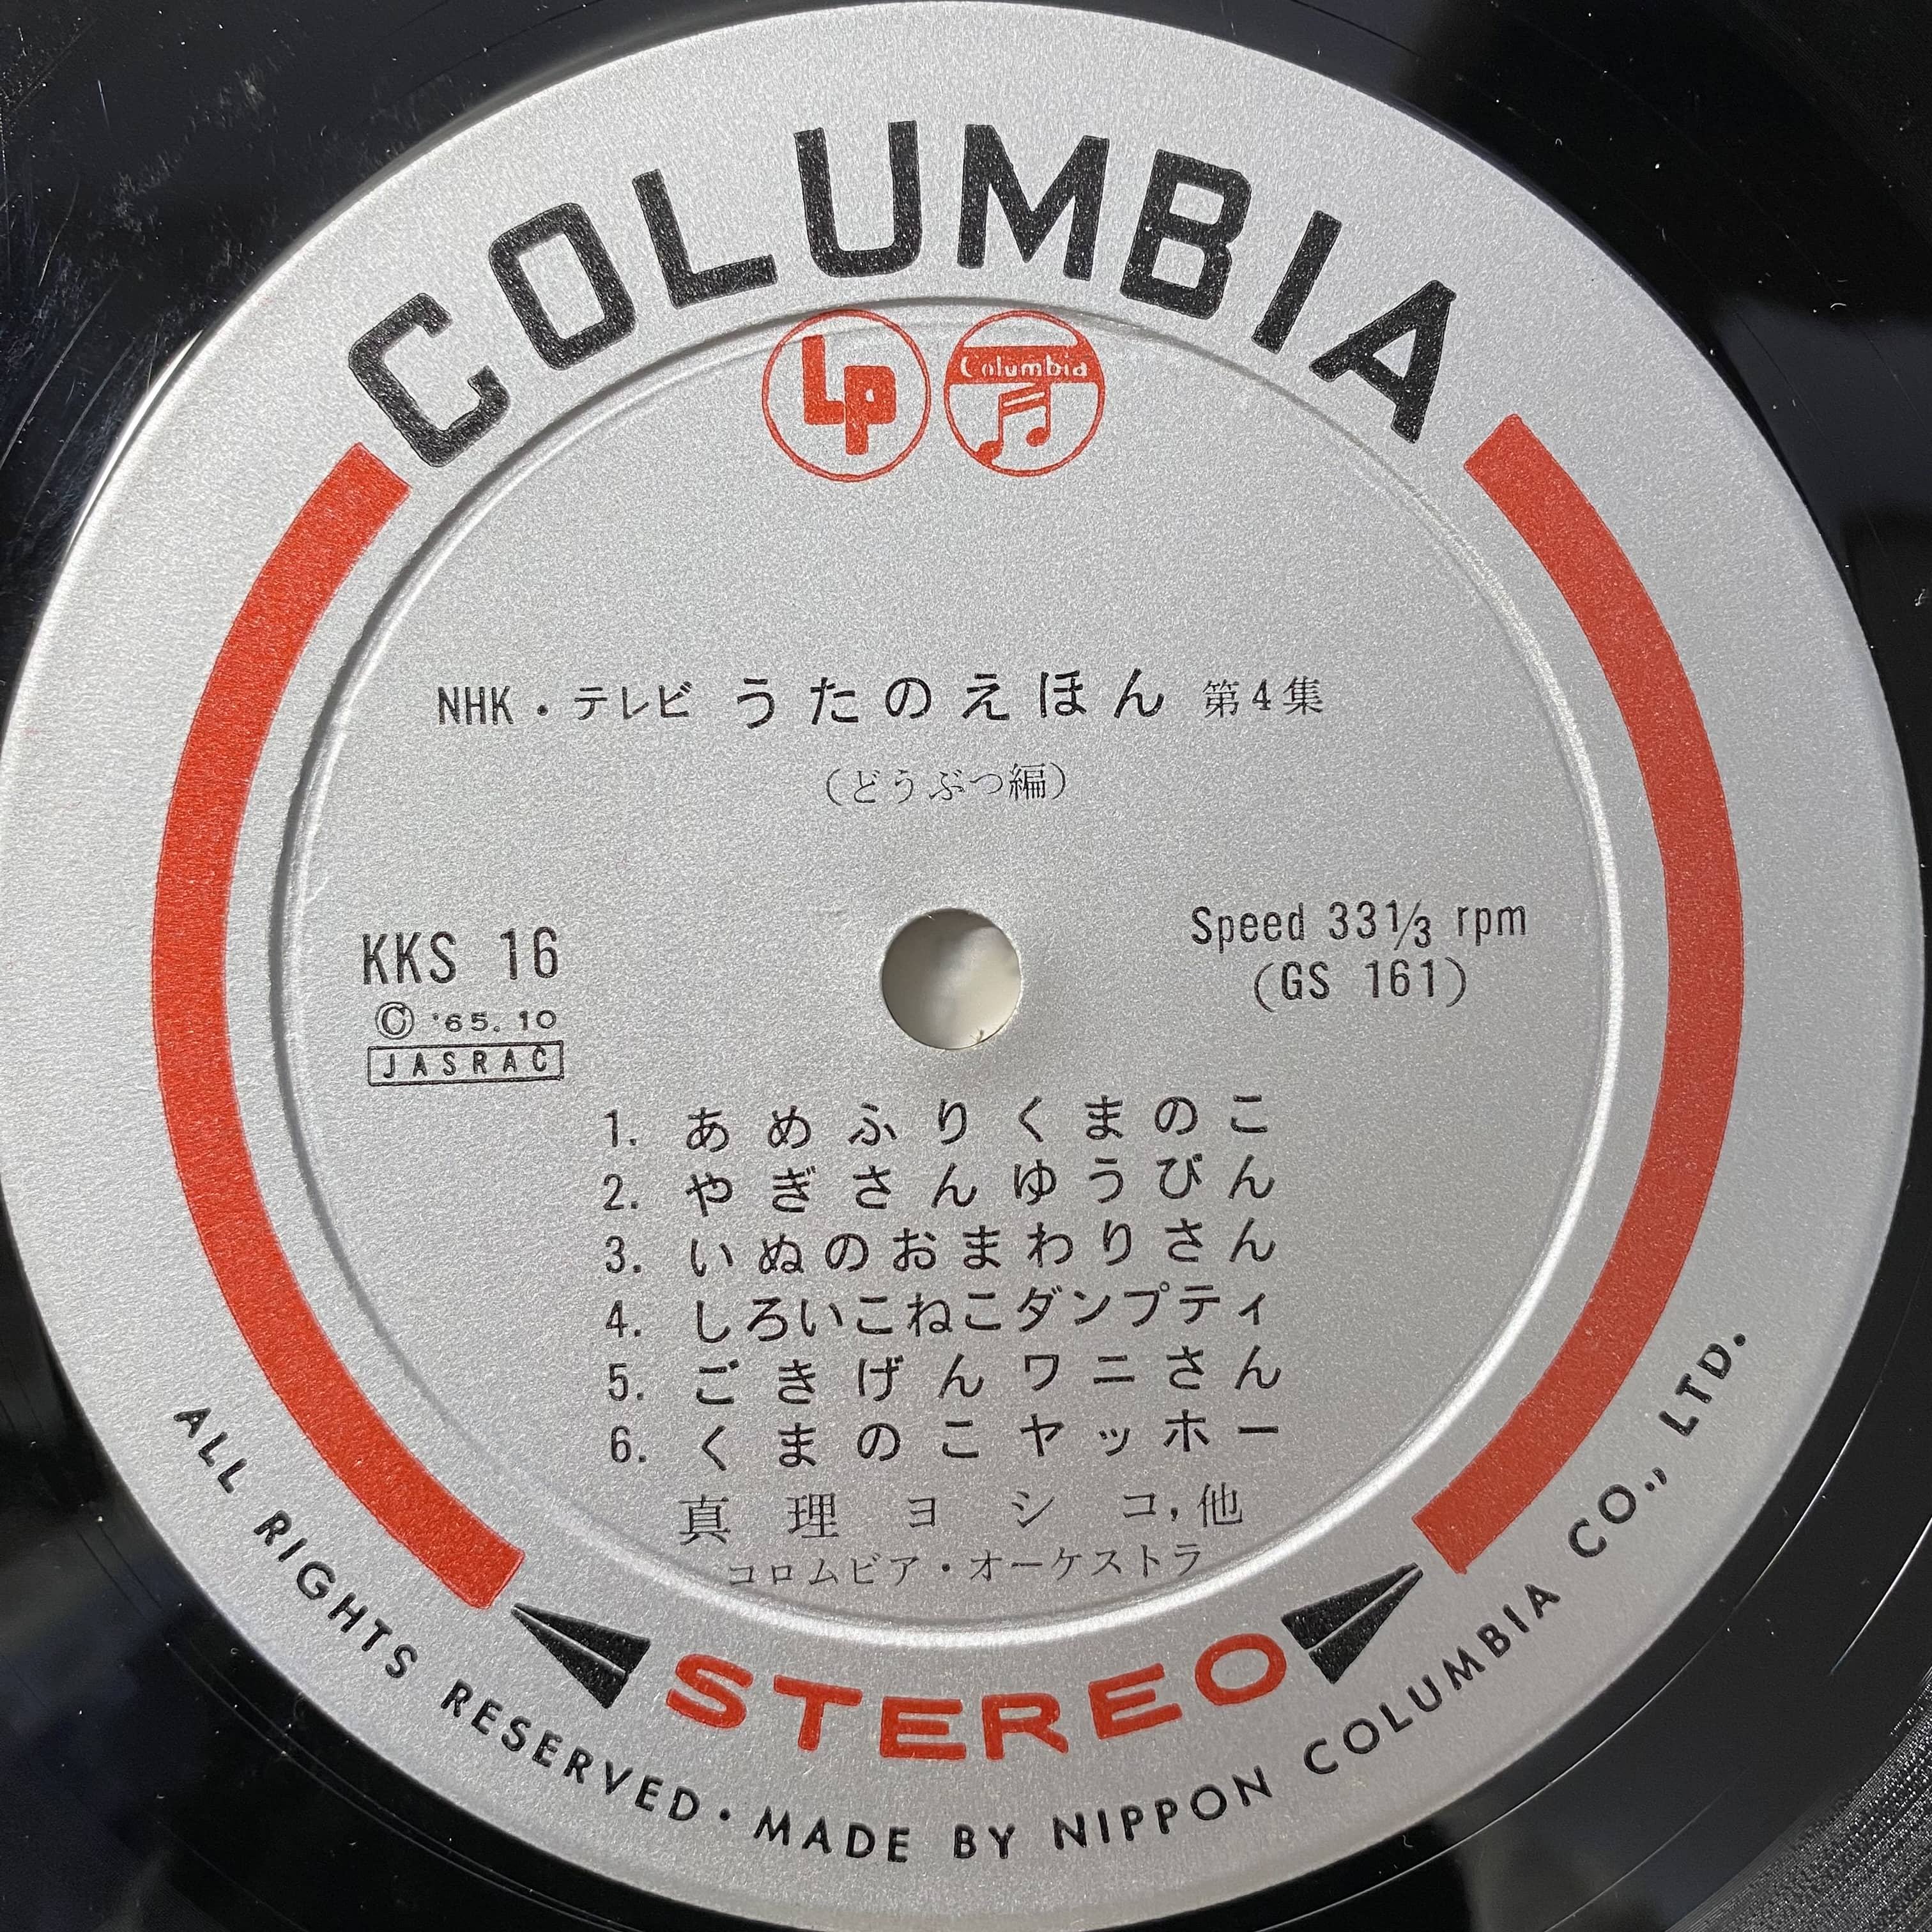 COLUMBIA
LP
Columbia
NHK・テレビ うたのえほん 第4集
(どうぶつ編)
Speed 33 1/3 rpm
(GS 161)
KKS 16
© '65. 10
JASRAC
1. あめふりくまのこ
2. やぎさんゆうびん
3. いぬのおまわりさん
4. しろいこねこダンプティ
5. ごきげんワニさん
6. くまのこヤッホー
真理ヨシコ,他
コロムビア・オーケストラ
STEREO
ALL RIGHTS RESERVED・MADE BY NIPPON COLUMBIA CO., LTD.